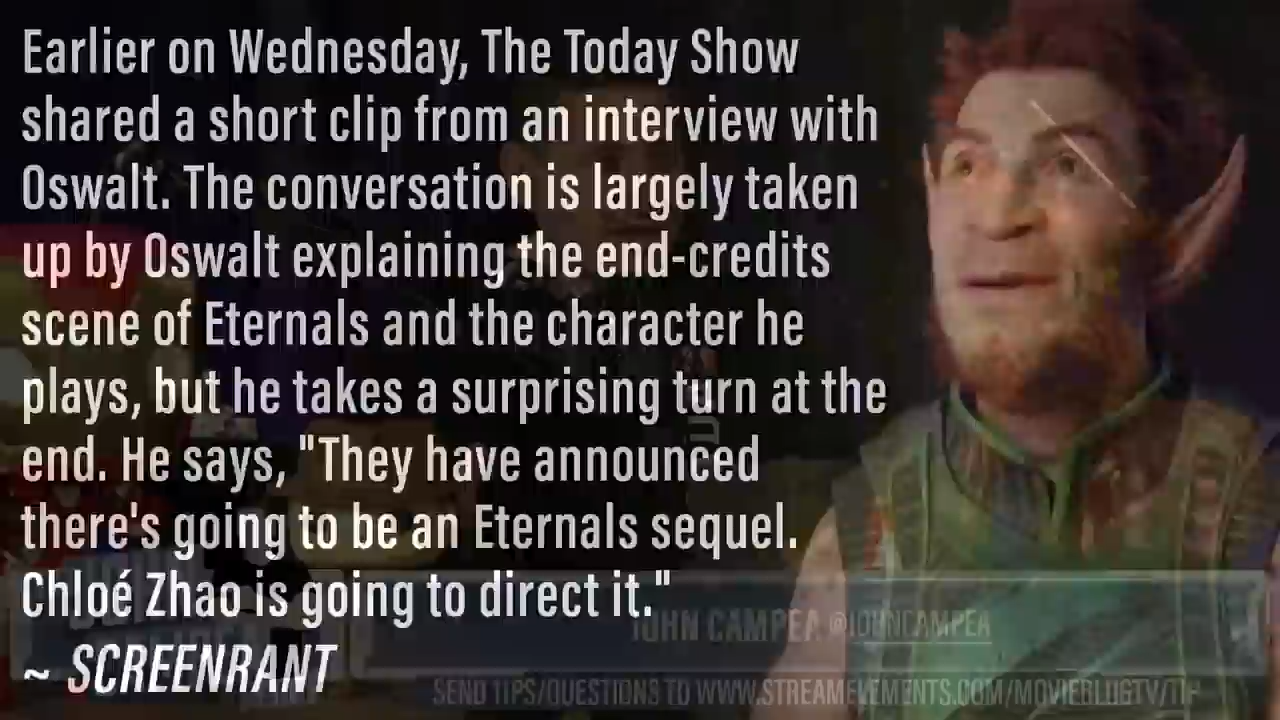 Earlier on Wednesday, The Today Show
shared a short clip from an interview with
Oswalt. The conversation is largely taken
up by Oswalt explaining the end-credits
scene of Eternals and the character he
plays, but he takes a surprising turn at the
end. He says, "They have announced
there's going to be an Eternals sequel.
Chloé Zhao is going to direct it."
~ SCREENRANT
JOHN CAMPEA @JOHNCAMPEA
SEND TIPS/QUESTIONS TO WWW.STREAMELEMENTS.COM/MOVIEBLOGTV/TIP